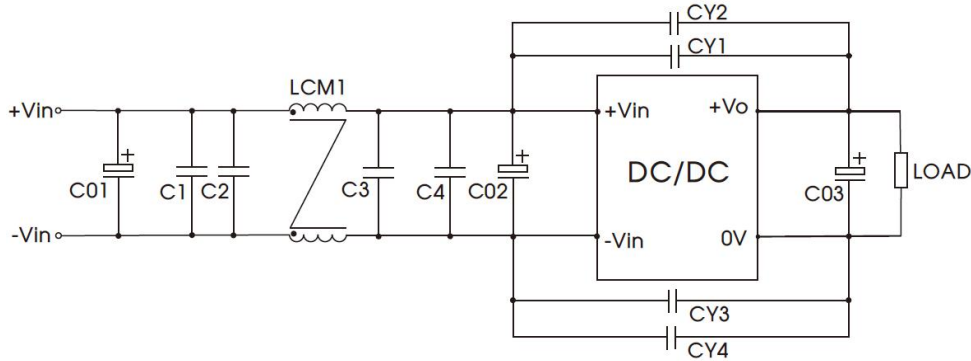 CY2
CY1
LCM1
+Vin
+Vin
+Vo
+
+
+
DC/DC
C01
C1
C2
C3
C4
C02
C03
LOAD
-Vin
-Vin
0V
CY3
CY4